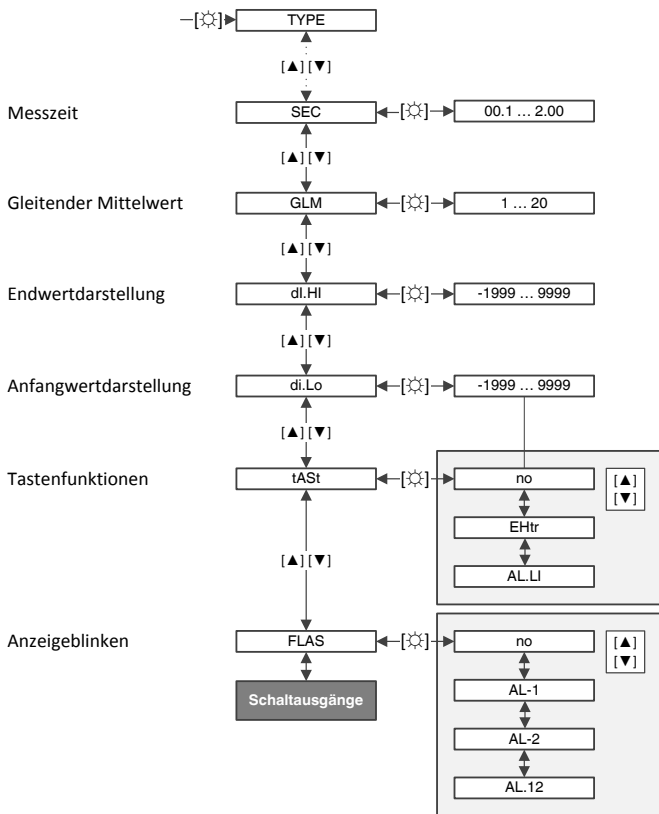 [☼] TYPE
[▲] [▼]
Messzeit SEC [☼] 00.1 ... 2.00
[▲] [▼]
Gleitender Mittelwert GLM [☼] 1 ... 20
[▲] [▼]
Endwertdarstellung dI.HI [☼] -1999 ... 9999
[▲] [▼]
Anfangwertdarstellung di.Lo [☼] -1999 ... 9999
[▲] [▼]
Tastenfunktionen tASt [☼] no [▲]
[▼]
EHtr
[▲] [▼] AL.LI
Anzeigeblinken FLAS [☼] no [▲]
[▼]
Schaltausgänge AL-1
AL-2
AL.12